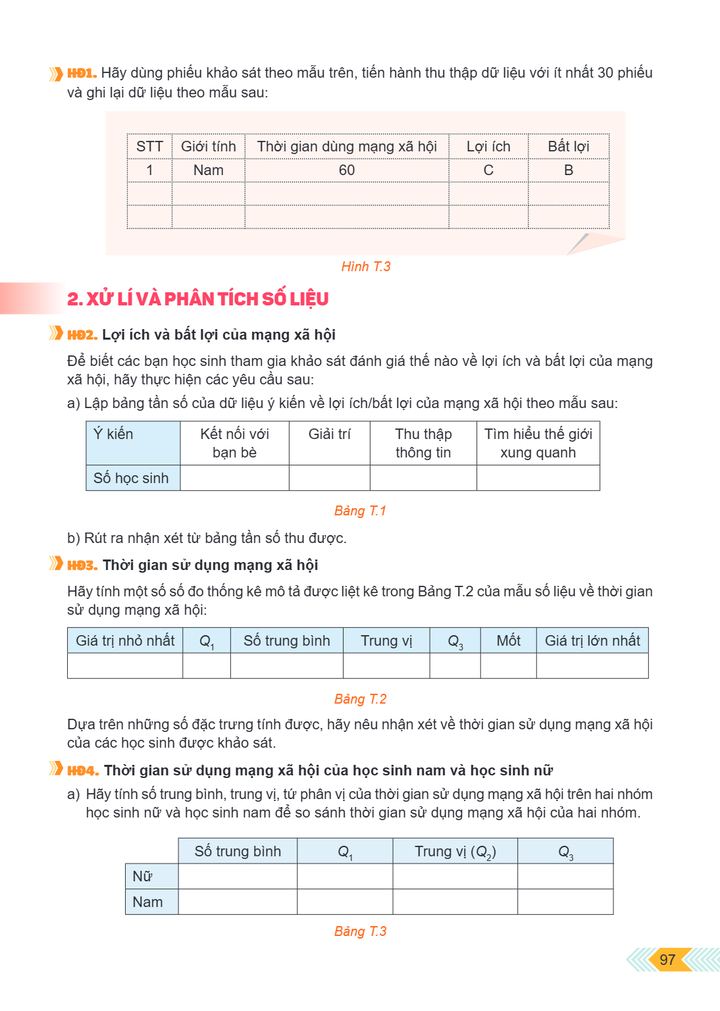 HĐ1. Hãy dùng phiếu khảo sát theo mẫu trên, tiến hành thu thập dữ liệu với ít nhất 30 phiếu
và ghi lại dữ liệu theo mẫu sau:
STT Giới tính Thời gian dùng mạng xã hội Lợi ích Bất lợi
1 Nam 60 C B
Hình T.3
2. XỬ LÍ VÀ PHÂN TÍCH SỐ LIỆU
HĐ2. Lợi ích và bất lợi của mạng xã hội
Để biết các bạn học sinh tham gia khảo sát đánh giá thế nào về lợi ích và bất lợi của mạng
xã hội, hãy thực hiện các yêu cầu sau:
a) Lập bảng tần số của dữ liệu ý kiến về lợi ích/bất lợi của mạng xã hội theo mẫu sau:
Ý kiến Kết nối với Giải trí Thu thập Tìm hiểu thế giới
bạn bè thông tin xung quanh
Số học sinh
Bảng T.1
b) Rút ra nhận xét từ bảng tần số thu được.
HĐ3. Thời gian sử dụng mạng xã hội
Hãy tính một số số đo thống kê mô tả được liệt kê trong Bảng T.2 của mẫu số liệu về thời gian
sử dụng mạng xã hội:
Giá trị nhỏ nhất Q1 Số trung bình Trung vị Q3 Mốt Giá trị lớn nhất
Bảng T.2
Dựa trên những số đặc trưng tính được, hãy nêu nhận xét về thời gian sử dụng mạng xã hội
của các học sinh được khảo sát.
HĐ4. Thời gian sử dụng mạng xã hội của học sinh nam và học sinh nữ
a) Hãy tính số trung bình, trung vị, tứ phân vị của thời gian sử dụng mạng xã hội trên hai nhóm
học sinh nữ và học sinh nam để so sánh thời gian sử dụng mạng xã hội của hai nhóm.
Số trung bình Q1 Trung vị (Q2) Q3
Nữ
Nam
Bảng T.3
97